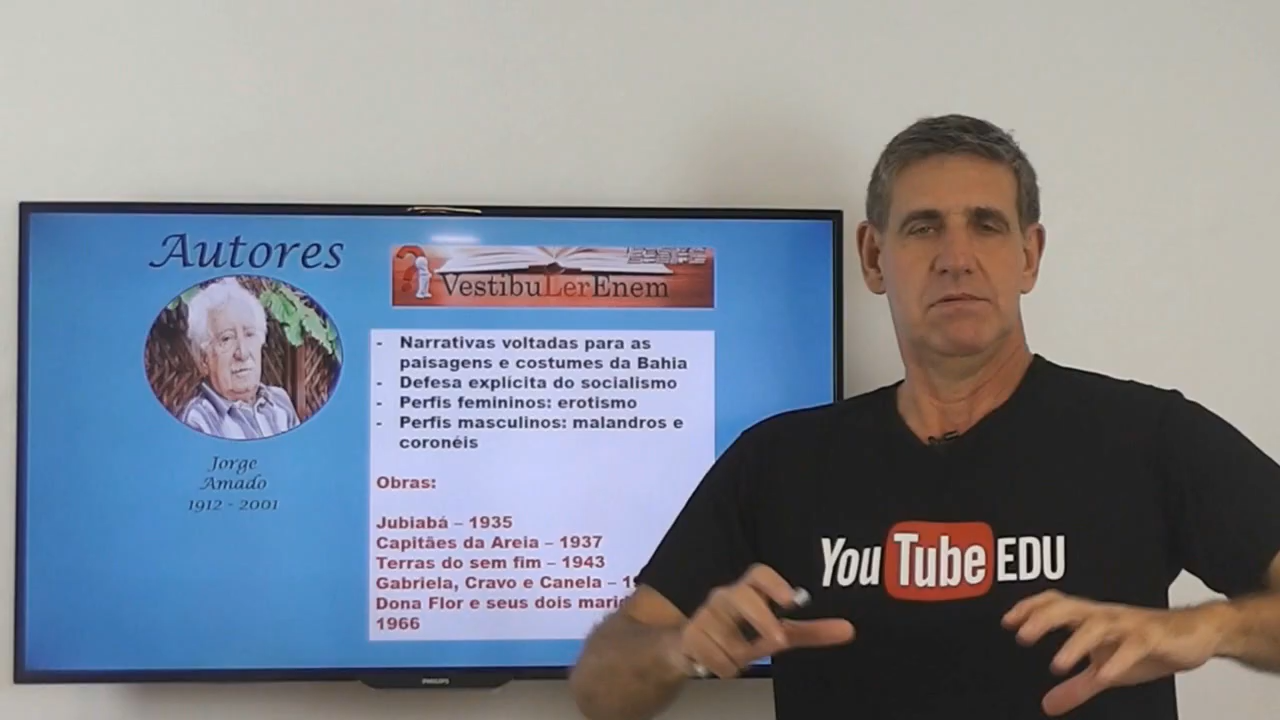 Autores
VestibuLerEnem
- Narrativas voltadas para as
paisagens e costumes da Bahia
- Defesa explícita do socialismo
- Perfis femininos: erotismo
- Perfis masculinos: malandros e
coronéis
Jorge
Amado
1912 - 2001
Obras:
Jubiabá – 1935
Capitães da Areia – 1937
Terras do sem fim – 1943
Gabriela, Cravo e Canela –
Dona Flor e seus dois
1966
PHILIPS
YouTube EDU